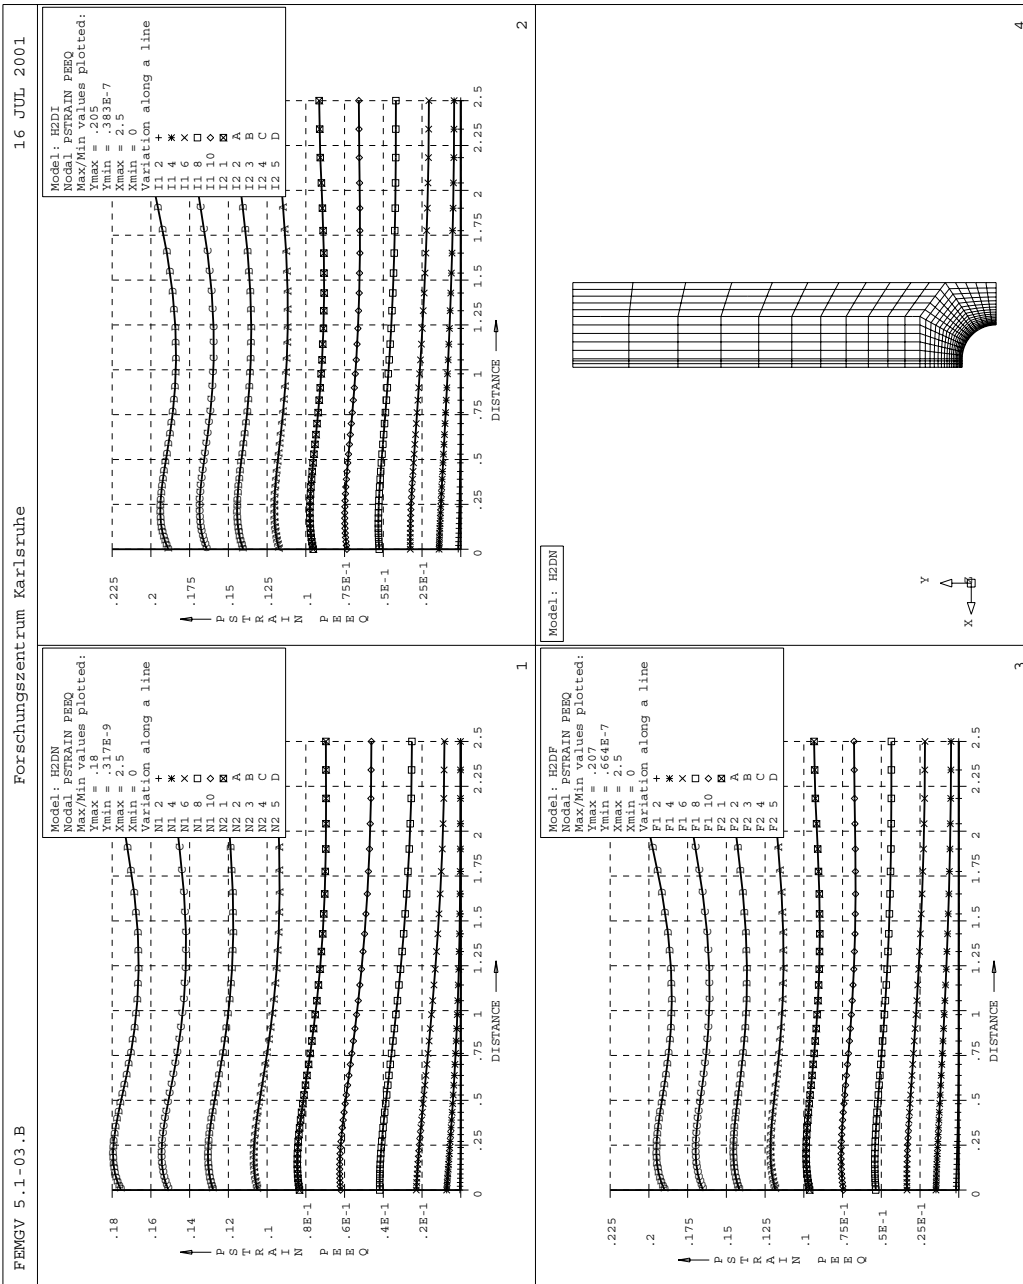 FEMGV 5.1-03.B Forschungszentrum Karlsruhe 16 JUL 2001
Model: H2DN
Nodal PSTRAIN PEEQ
Max/Min values plotted:
Ymax = .18
Ymin = .317E-9
Xmax = 2.5
Xmin = 0
Variation along a line
N1 2
N1 4
N1 6
N1 8
N1 10
N2 1
N2 2 A
N2 3 B
N2 4 C
N2 5 D
.18
.16
.14
.12
.1
.8E-1
.6E-1
.4E-1
.2E-1
PSTRAIN PEEQ
0 .25 .5 .75 1 1.25 1.5 1.75 2 2.25 2.5
DISTANCE
1
Model: H2DI
Nodal PSTRAIN PEEQ
Max/Min values plotted:
Ymax = .205
Ymin = .383E-7
Xmax = 2.5
Xmin = 0
Variation along a line
I1 2
I1 4
I1 6
I1 8
I1 10
I2 1
I2 2 A
I2 3 B
I2 4 C
I2 5 D
.225
.2
.175
.15
.125
.1
.75E-1
.5E-1
.25E-1
PSTRAIN PEEQ
0 .25 .5 .75 1 1.25 1.5 1.75 2 2.25 2.5
DISTANCE
2
Model: H2DF
Nodal PSTRAIN PEEQ
Max/Min values plotted:
Ymax = .207
Ymin = .664E-7
Xmax = 2.5
Xmin = 0
Variation along a line
F1 2
F1 4
F1 6
F1 8
F1 10
F2 1
F2 2 A
F2 3 B
F2 4 C
F2 5 D
.225
.2
.175
.15
.125
.1
.75E-1
.5E-1
.25E-1
PSTRAIN PEEQ
0 .25 .5 .75 1 1.25 1.5 1.75 2 2.25 2.5
DISTANCE
3
Model: H2DN
Y
X
4